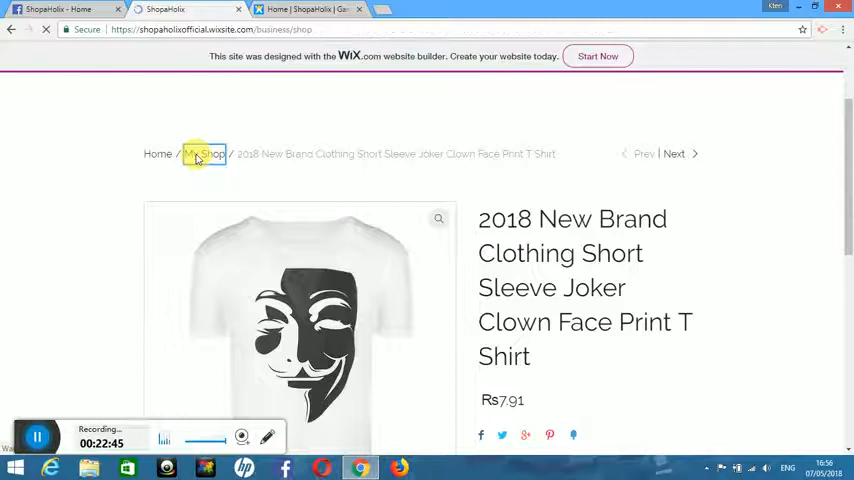 ShopaHolix - Home
ShopaHolix
Home | ShopaHolix | Gan
Kten
Secure | https://shopaholixofficial.wixsite.com/business/shop
This site was designed with the WiX.com website builder. Create your website today.
Start Now
Home / My Shop / 2018 New Brand Clothing Short Sleeve Joker Clown Face Print T Shirt
Prev | Next
2018 New Brand
Clothing Short
Sleeve Joker
Clown Face Print T
Shirt
₨7.91
Recording...
00:22:45
ENG
16:56
07/05/2018